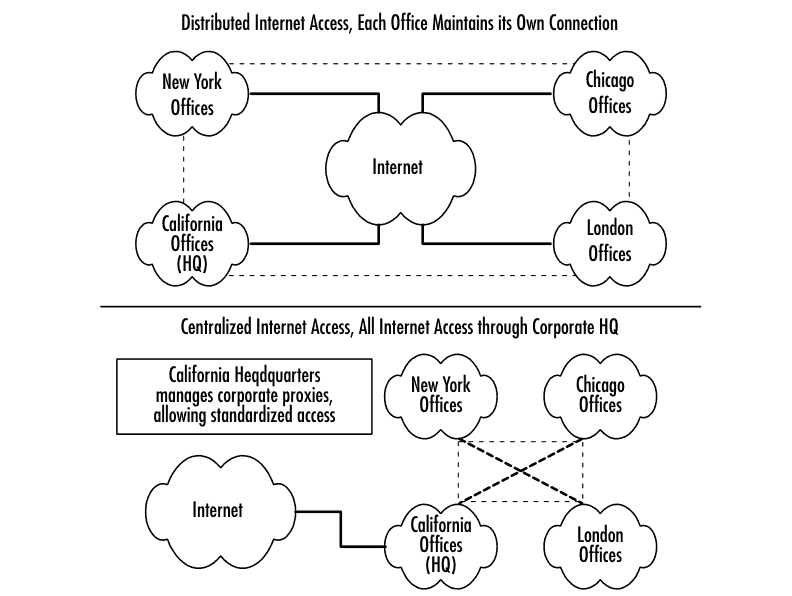 Distributed Internet Access, Each Office Maintains its Own Connection
New York
Offices
Chicago
Offices
Internet
California
Offices
(HQ)
London
Offices
Centralized Internet Access, All Internet Access through Corporate HQ
California Heqdquarters
manages corporate proxies,
allowing standardized access
New York
Offices
Chicago
Offices
Internet
California
Offices
(HQ)
London
Offices